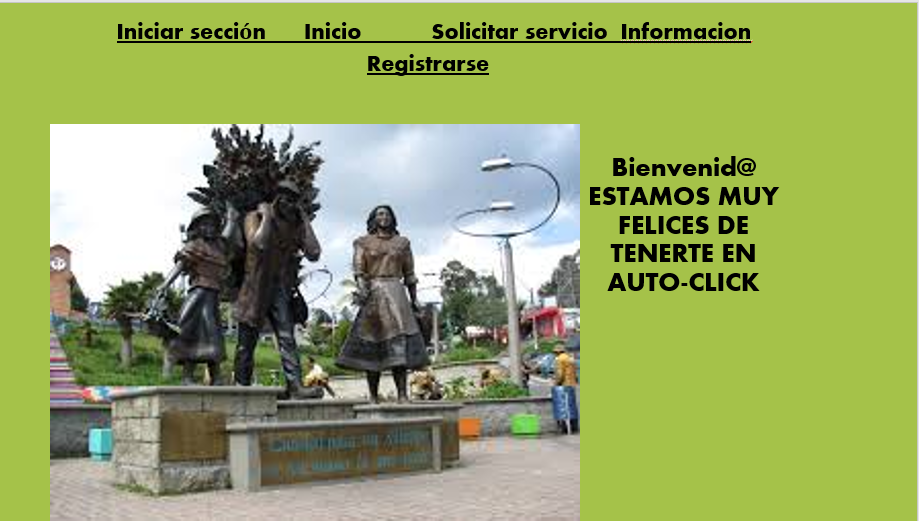 Iniciar sección Inicio Solicitar servicio Informacion
Registrarse
Bienvenid@
ESTAMOS MUY
FELICES DE
TENERTE EN
AUTO-CLICK